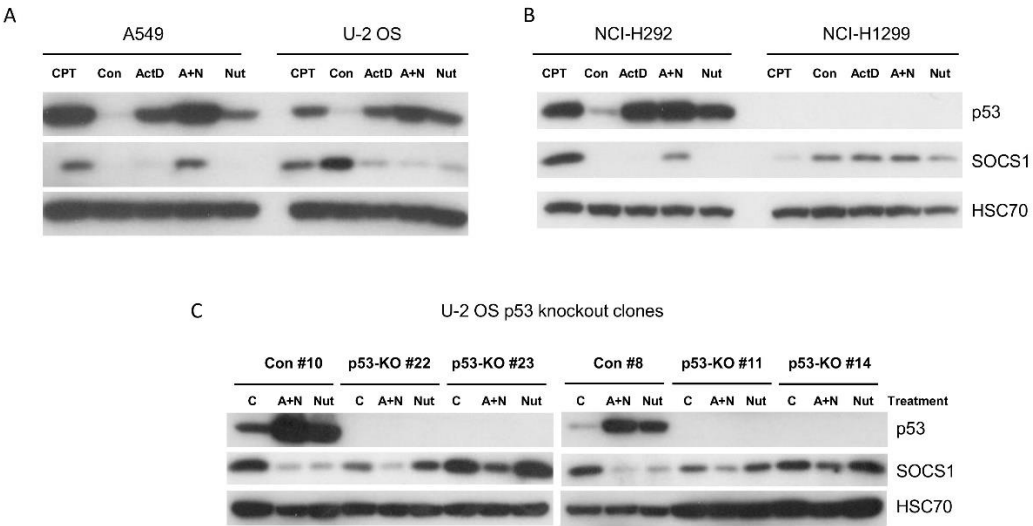 A
B
A549 U-2 OS
NCI-H292 NCI-H1299
CPT Con ActD A+N Nut CPT Con ActD A+N Nut
CPT Con ActD A+N Nut CPT Con ActD A+N Nut
p53
SOCS1
HSC70
C U-2 OS p53 knockout clones
Con #10 p53-KO #22 p53-KO #23 Con #8 p53-KO #11 p53-KO #14
C A+N Nut C A+N Nut C A+N Nut C A+N Nut C A+N Nut C A+N Nut Treatment
p53
SOCS1
HSC70